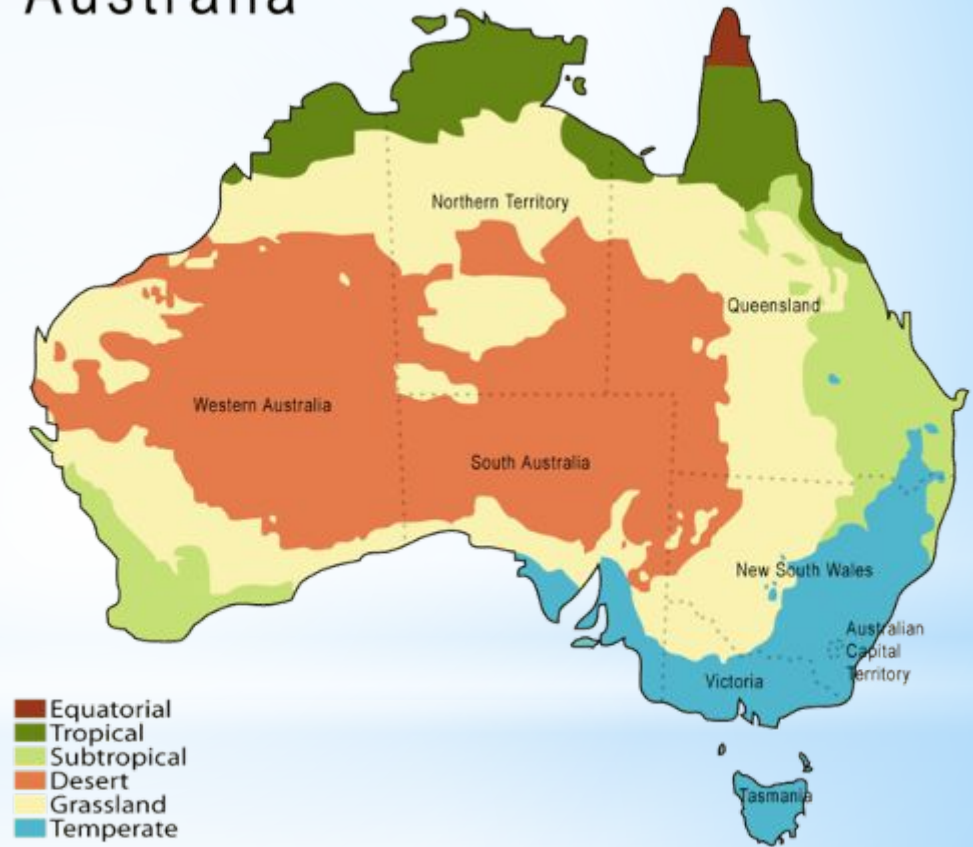 Australia
Northern Territory
Queensland
Western Australia
South Australia
New South Wales
Australian
Capital
Territory
Victoria
Tasmania
Equatorial
Tropical
Subtropical
Desert
Grassland
Temperate